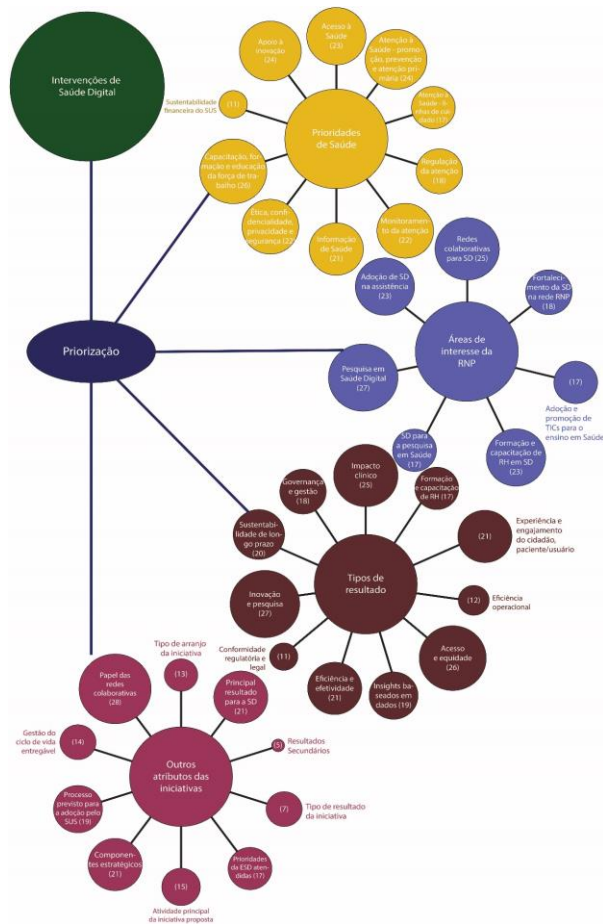 Intervenções de
Saúde Digital
Priorização
Prioridades
de Saúde
Acesso à
Saúde
(23)
Atenção à
Saúde - promo-
ção, prevenção
e atenção pri-
mária (24)
Atenção à
Saúde - li-
nhas de cui-
dado (17)
Regulação
da atenção
(18)
Monitoramen-
to da atenção
(22)
Informação
de Saúde
(21)
Ética, confi-
dencialidade,
privacidade e
segurança (22)
Capacitação, for-
mação e educação
da força de tra-
balho (26)
Sustentabilidade
financeira do SUS
(11)
Apoio à
inovação
(24)
Áreas de
interesse da
RNP
Redes
colaborativas
para SD
(25)
Fortaleci-
mento da SD
na rede RNP
(18)
(17)
Adoção e
promoção de
TICs para o
ensino em Saúde
Formação e
capacitação de
RH em SD
(23)
SD para
a pesquisa
em Saúde
(17)
Pesquisa em
Saúde Digital
(27)
Adoção de SD
na assistência
(23)
Tipos de
resultado
Impacto
clínico
(25)
Formação
e capacitação
de RH (17)
(21)
Experiência e
engajamento
do cidadão,
paciente/usuário
(12)
Eficiência
operacional
Acesso
e equidade
(26)
Insights ba-
seados em
dados (19)
Eficiência e
efetividade
(21)
Conformidade
regulatória e
legal
(11)
Inovação
e pesquisa
(27)
Sustentabi-
lidade de lon-
go prazo
(20)
Governança
e gestão
(18)
Outros
atributos das
iniciativas
Tipo de arranjo
da iniciativa
(13)
Principal
resultado
para a SD
(21)
(5)
Resultados
Secundários
(7)
Tipo de resultado
da iniciativa
Prioridades
da ESD aten-
didas (17)
(15)
Atividade principal
da iniciativa proposta
Componen-
tes estratégicos
(21)
Processo
previsto para
a adoção pelo
SUS (19)
Gestão do
ciclo de vida
entregável
(14)
Papel das
redes colabo-
rativas
(28)